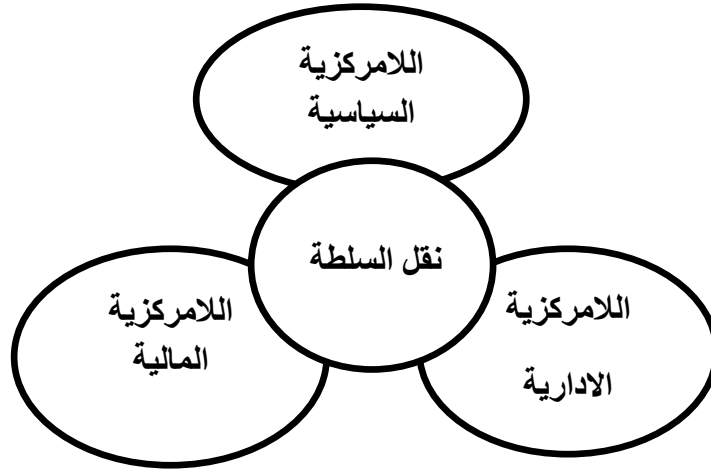 اللامركزية
السياسية
نقل السلطة
اللامركزية
الادارية
اللامركزية
المالية